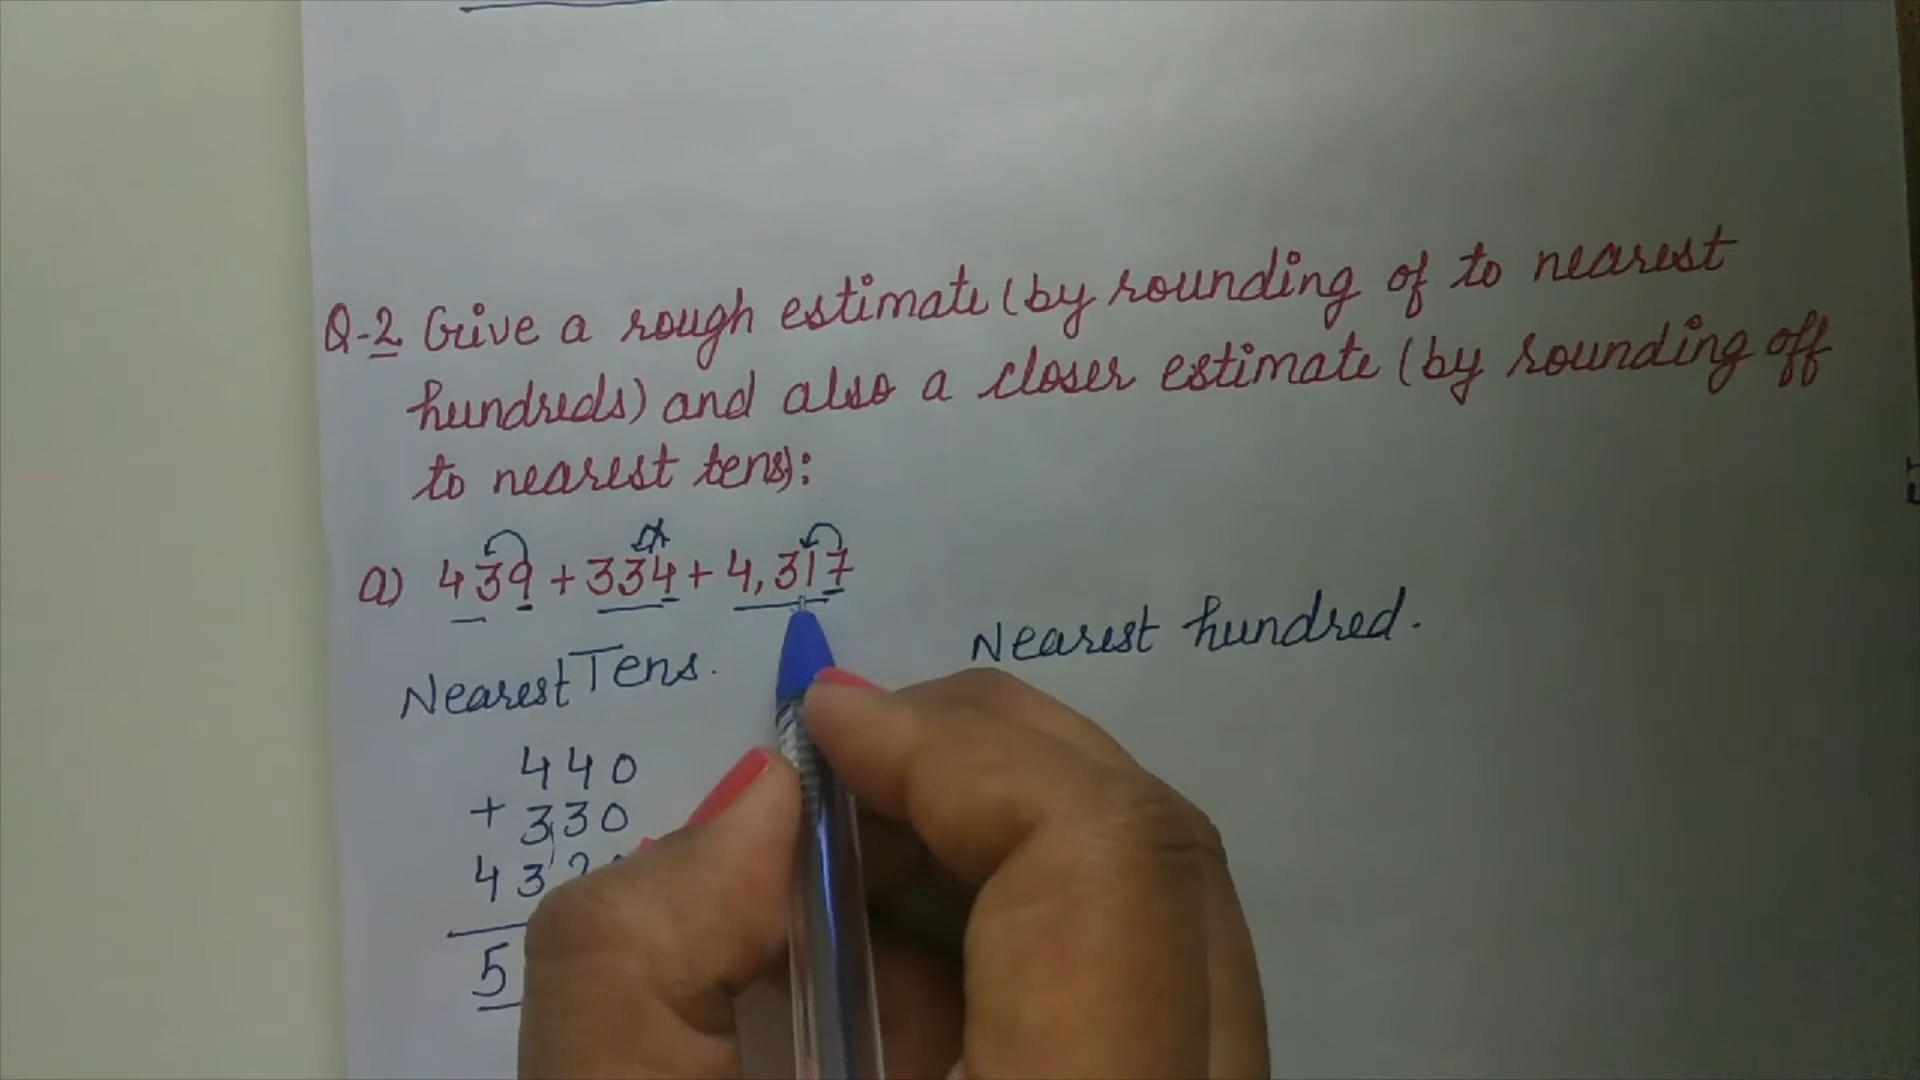 Q-2 Give a rough estimate (by rounding of to nearest
hundreds) and also a closer estimate (by rounding off
to nearest tens):
a) 439 + 334 + 4,317
Nearest Tens.
Nearest hundred.
440
+ 330
432
5